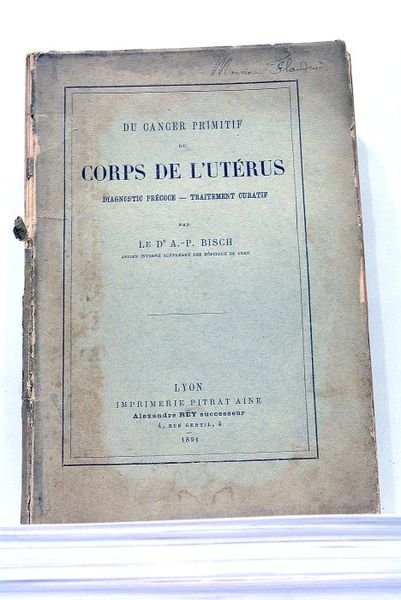 DU CANCER PRIMITIF
DU
CORPS DE L'UTÉRUS
DIAGNOSTIC PRÉCOCE — TRAITEMENT CURATIF
PAR
LE Dr A.-P. BISCH
ANCIEN INTERNE SUPPLÉANT DES HÔPITAUX DE LYON
LYON
IMPRIMERIE PITRAT AINE
Alexandre REY successeur
4, RUE GENTIL, 4
1891